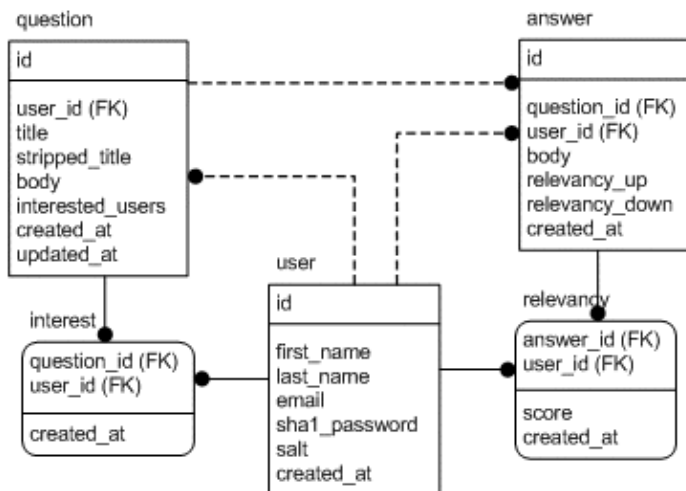 question
id
user_id (FK)
title
stripped_title
body
interested_users
created_at
updated_at
answer
id
question_id (FK)
user_id (FK)
body
relevancy_up
relevancy_down
created_at
user
id
first_name
last_name
email
sha1_password
salt
created_at
interest
question_id (FK)
user_id (FK)
created_at
relevancy
answer_id (FK)
user_id (FK)
score
created_at